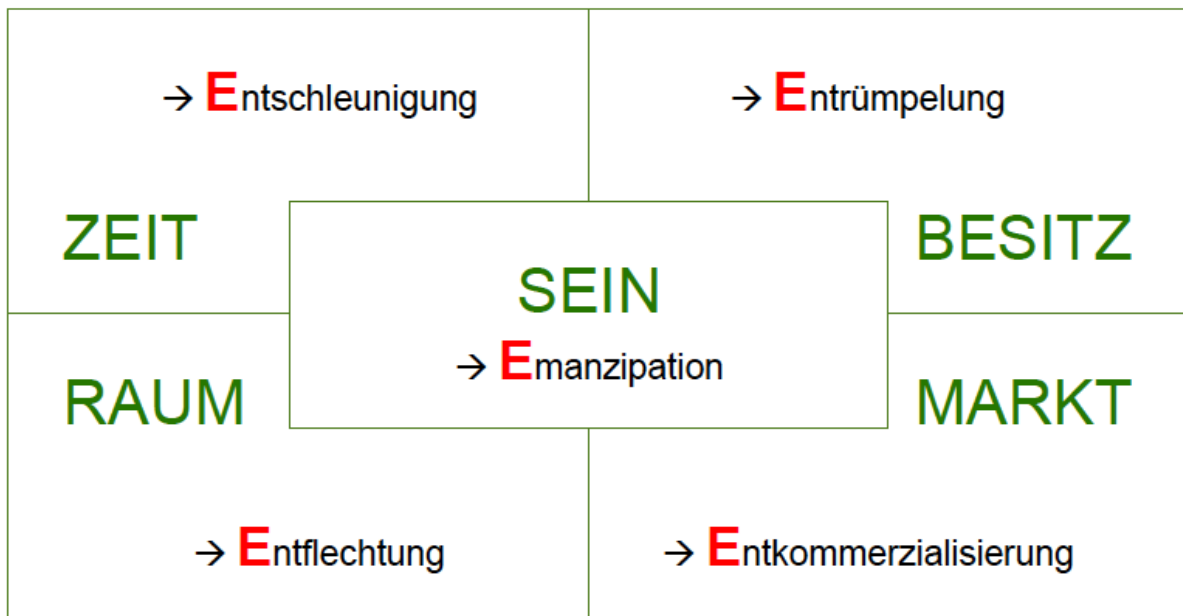 → Entschleunigung
→ Entrümpelung
ZEIT
BESITZ
SEIN
→ Emanzipation
RAUM
MARKT
→ Entflechtung
→ Entkommerzialisierung